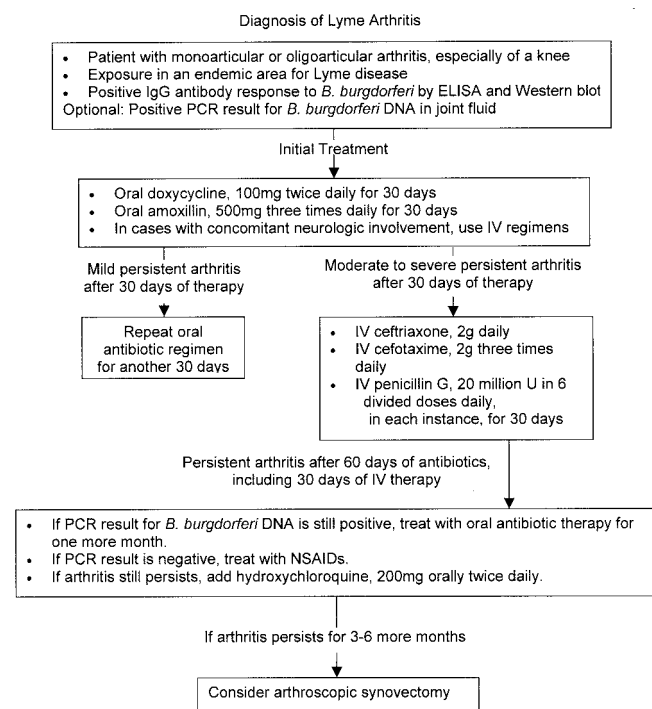 Diagnosis of Lyme Arthritis
• Patient with monoarticular or oligoarticular arthritis, especially of a knee
• Exposure in an endemic area for Lyme disease
• Positive IgG antibody response to B. burgdorferi by ELISA and Western blot
Optional: Positive PCR result for B. burgdorferi DNA in joint fluid
Initial Treatment
• Oral doxycycline, 100mg twice daily for 30 days
• Oral amoxillin, 500mg three times daily for 30 days
• In cases with concomitant neurologic involvement, use IV regimens
Mild persistent arthritis
after 30 days of therapy
Moderate to severe persistent arthritis
after 30 days of therapy
Repeat oral
antibiotic regimen
for another 30 days
• IV ceftriaxone, 2g daily
• IV cefotaxime, 2g three times
daily
• IV penicillin G, 20 million U in 6
divided doses daily,
in each instance, for 30 days
Persistent arthritis after 60 days of antibiotics,
including 30 days of IV therapy
• If PCR result for B. burgdorferi DNA is still positive, treat with oral antibiotic therapy for
one more month.
• If PCR result is negative, treat with NSAIDs.
• If arthritis still persists, add hydroxychloroquine, 200mg orally twice daily.
If arthritis persists for 3-6 more months
Consider arthroscopic synovectomy